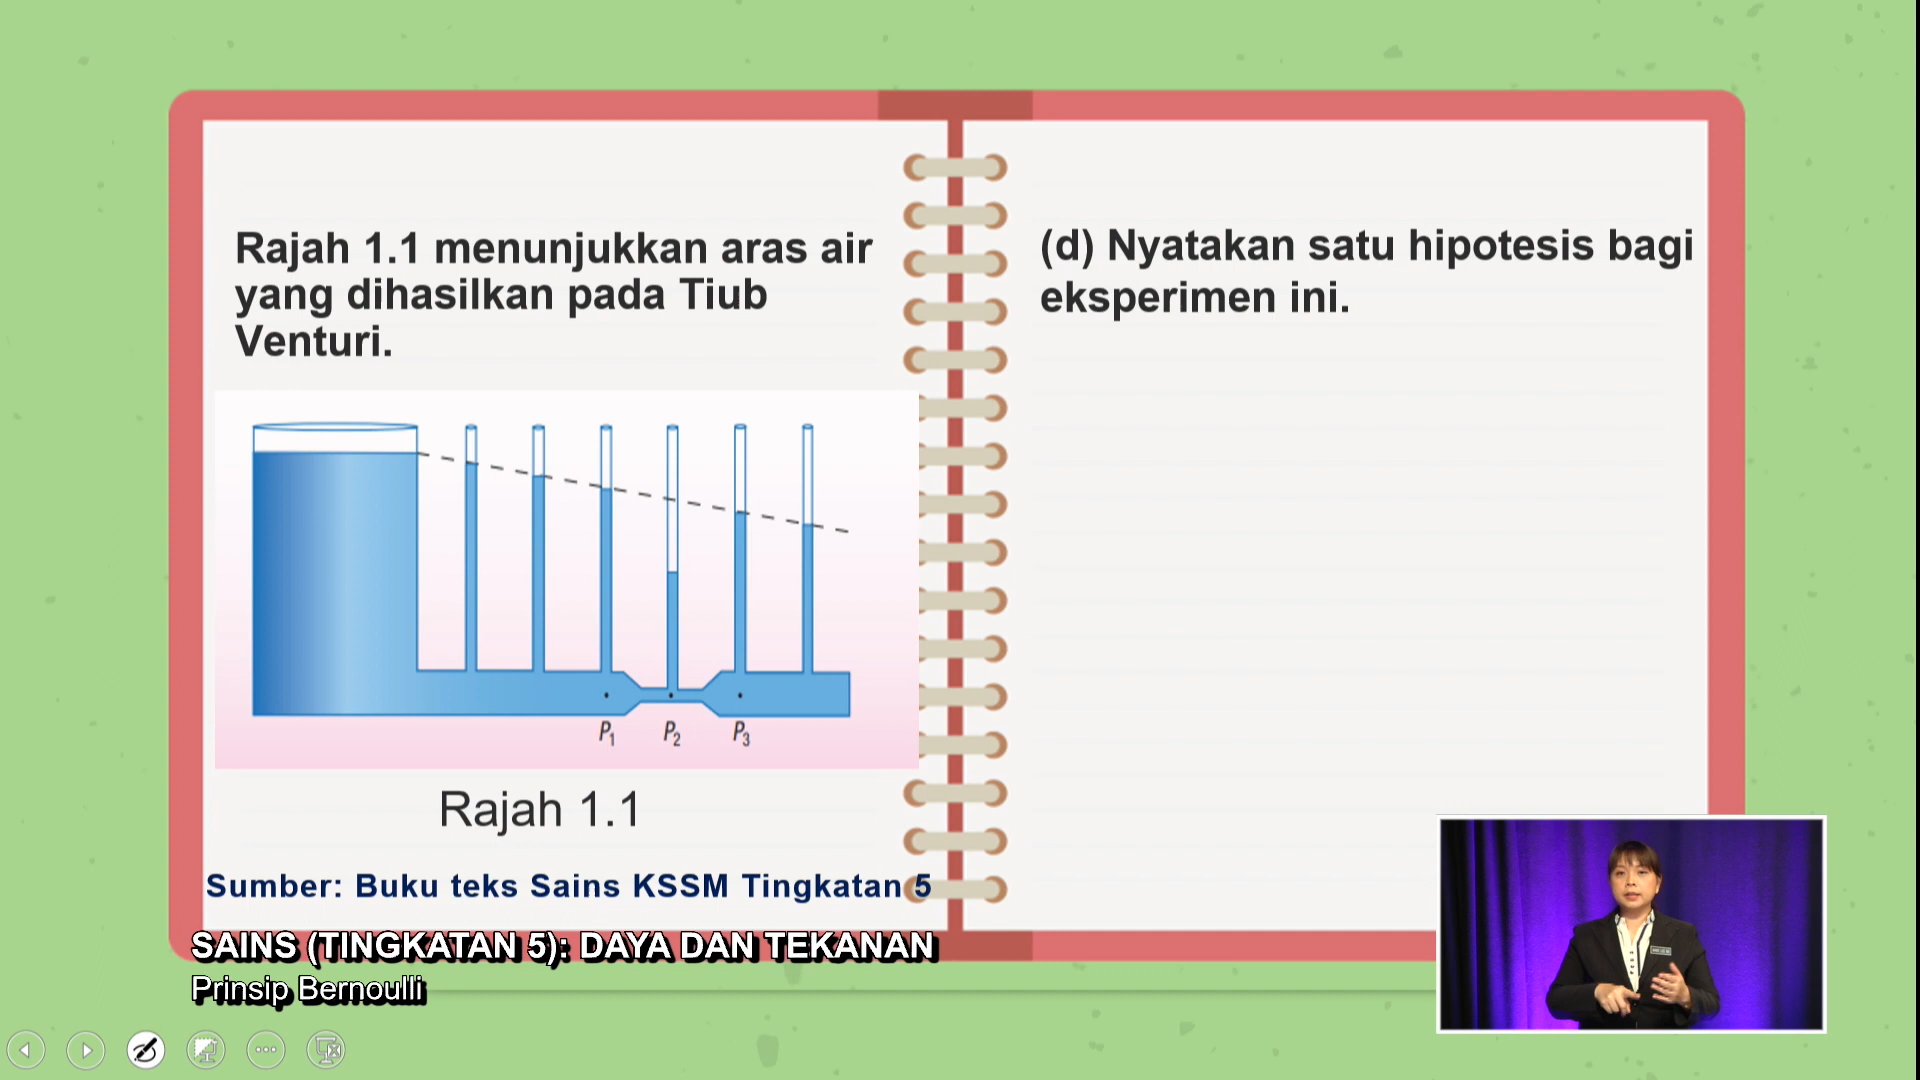 Rajah 1.1 menunjukkan aras air
yang dihasilkan pada Tiub
Venturi.
P1 P2 P3
Rajah 1.1
Sumber: Buku teks Sains KSSM Tingkatan 5
(d) Nyatakan satu hipotesis bagi
eksperimen ini.
SAINS (TINGKATAN 5): DAYA DAN TEKANAN
Prinsip Bernoulli